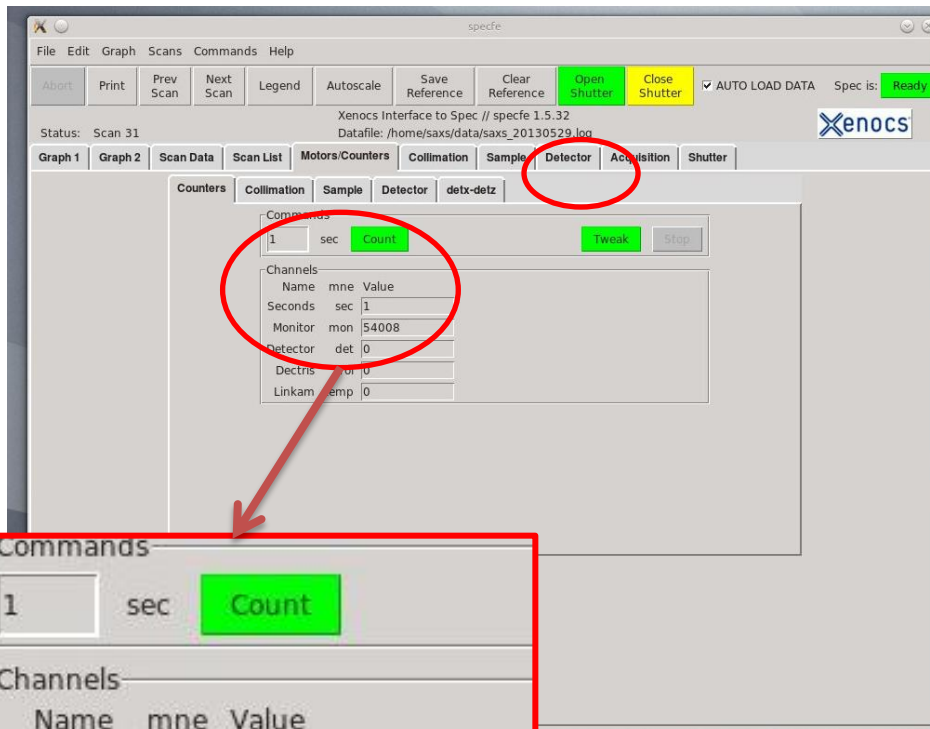 specfe
File Edit Graph Scans Commands Help
Abort Print Prev Scan Next Scan Legend Autoscale Save Reference Clear Reference Open Shutter Close Shutter AUTO LOAD DATA Spec is: Ready
Xenocs Interface to Spec // specfe 1.5.32
Status: Scan 31 Datafile: /home/saxs/data/saxs_20130529.log
Xenocs
Graph 1 Graph 2 Scan Data Scan List Motors/Counters Collimation Sample Detector Acquisition Shutter
Counters Collimation Sample Detector detx-detz
Commands
1 sec Count Tweak Stop
Channels
Name mne Value
Seconds sec 1
Monitor mon 54008
Detector det 0
Dectris 0
Linkam 0
Commands
1 sec Count
Channels
Name mne Value